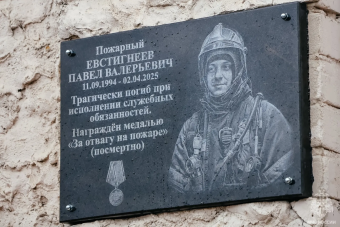 Пожарный
ЕВСТИГНЕЕВ
ПАВЕЛ ВАЛЕРЬЕВИЧ
11.09.1994 - 02.04.2025
Трагически погиб при
исполнении служебных
обязанностей.
Награждён медалью
«За отвагу на пожаре»
(посмертно)